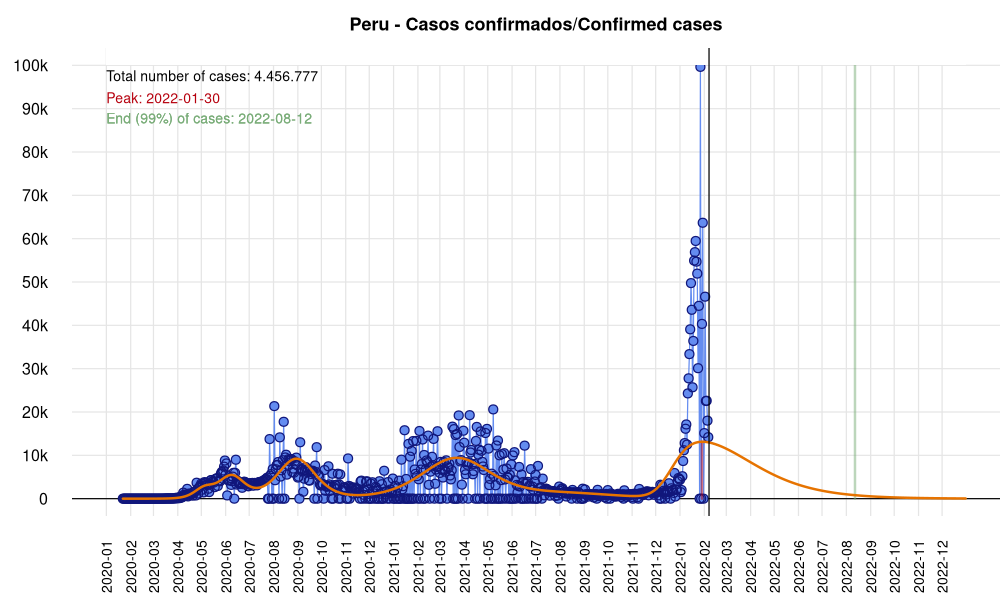 Peru - Casos confirmados/Confirmed cases
100k
90k
80k
70k
60k
50k
40k
30k
20k
10k
0
Total number of cases: 4.456.777
Peak: 2022-01-30
End (99%) of cases: 2022-08-12
2020-01
2020-02
2020-03
2020-04
2020-05
2020-06
2020-07
2020-08
2020-09
2020-10
2020-11
2020-12
2021-01
2021-02
2021-03
2021-04
2021-05
2021-06
2021-07
2021-08
2021-09
2021-10
2021-11
2021-12
2022-01
2022-02
2022-03
2022-04
2022-05
2022-06
2022-07
2022-08
2022-09
2022-10
2022-11
2022-12